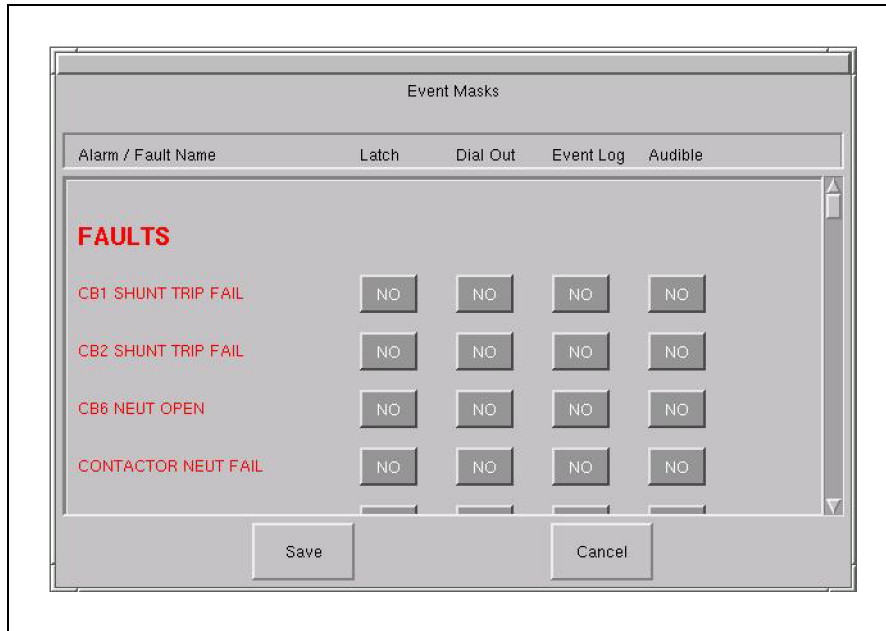 Event Masks
Alarm / Fault Name Latch Dial Out Event Log Audible
FAULTS
CB1 SHUNT TRIP FAIL NO NO NO NO
CB2 SHUNT TRIP FAIL NO NO NO NO
CB6 NEUT OPEN NO NO NO NO
CONTACTOR NEUT FAIL NO NO NO NO
Save Cancel